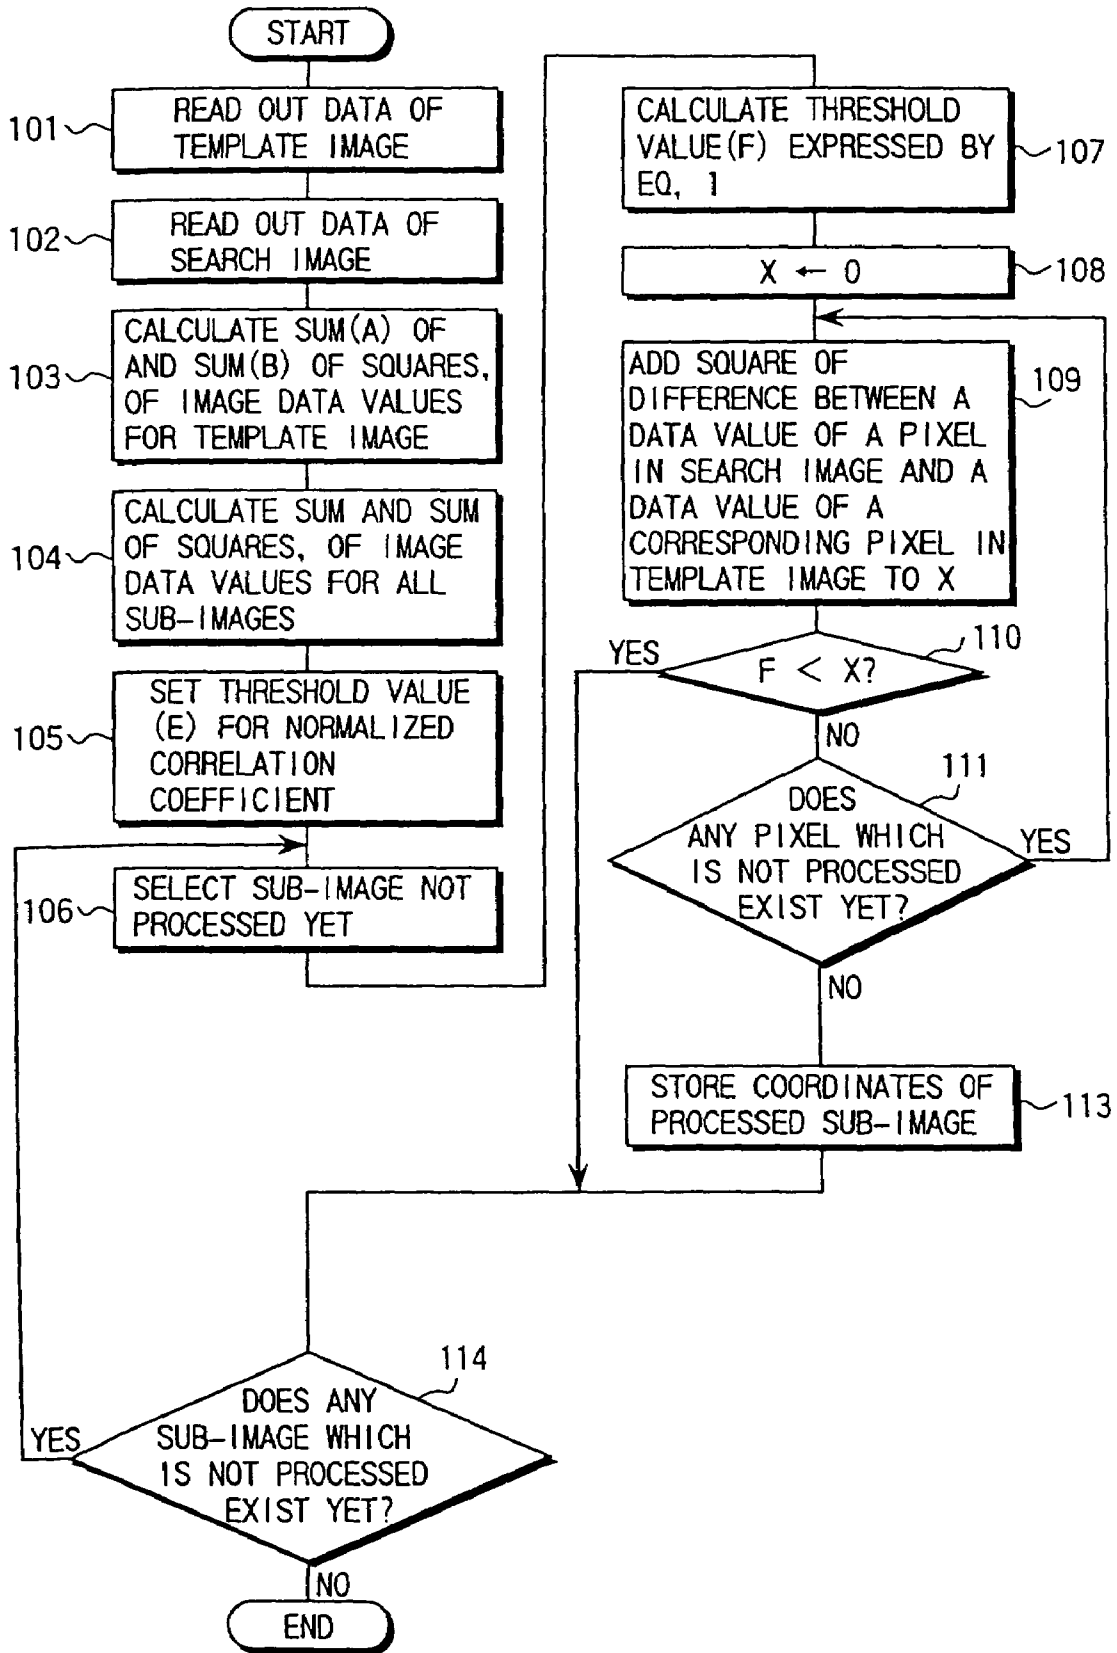 START
101
READ OUT DATA OF
TEMPLATE IMAGE
102
READ OUT DATA OF
SEARCH IMAGE
103
CALCULATE SUM(A) OF
AND SUM(B) OF SQUARES,
OF IMAGE DATA VALUES
FOR TEMPLATE IMAGE
104
CALCULATE SUM AND SUM
OF SQUARES, OF IMAGE
DATA VALUES FOR ALL
SUB-IMAGES
105
SET THRESHOLD VALUE
(E) FOR NORMALIZED
CORRELATION
COEFFICIENT
106
SELECT SUB-IMAGE NOT
PROCESSED YET
CALCULATE THRESHOLD
VALUE(F) EXPRESSED BY
EQ, 1
107
X ← 0
108
ADD SQUARE OF
DIFFERENCE BETWEEN A
DATA VALUE OF A PIXEL
IN SEARCH IMAGE AND A
DATA VALUE OF A
CORRESPONDING PIXEL IN
TEMPLATE IMAGE TO X
109
110
YES
F < X?
NO
111
DOES
ANY PIXEL WHICH
IS NOT PROCESSED
EXIST YET?
YES
NO
STORE COORDINATES OF
PROCESSED SUB-IMAGE
113
114
DOES ANY
SUB-IMAGE WHICH
IS NOT PROCESSED
EXIST YET?
YES
NO
END